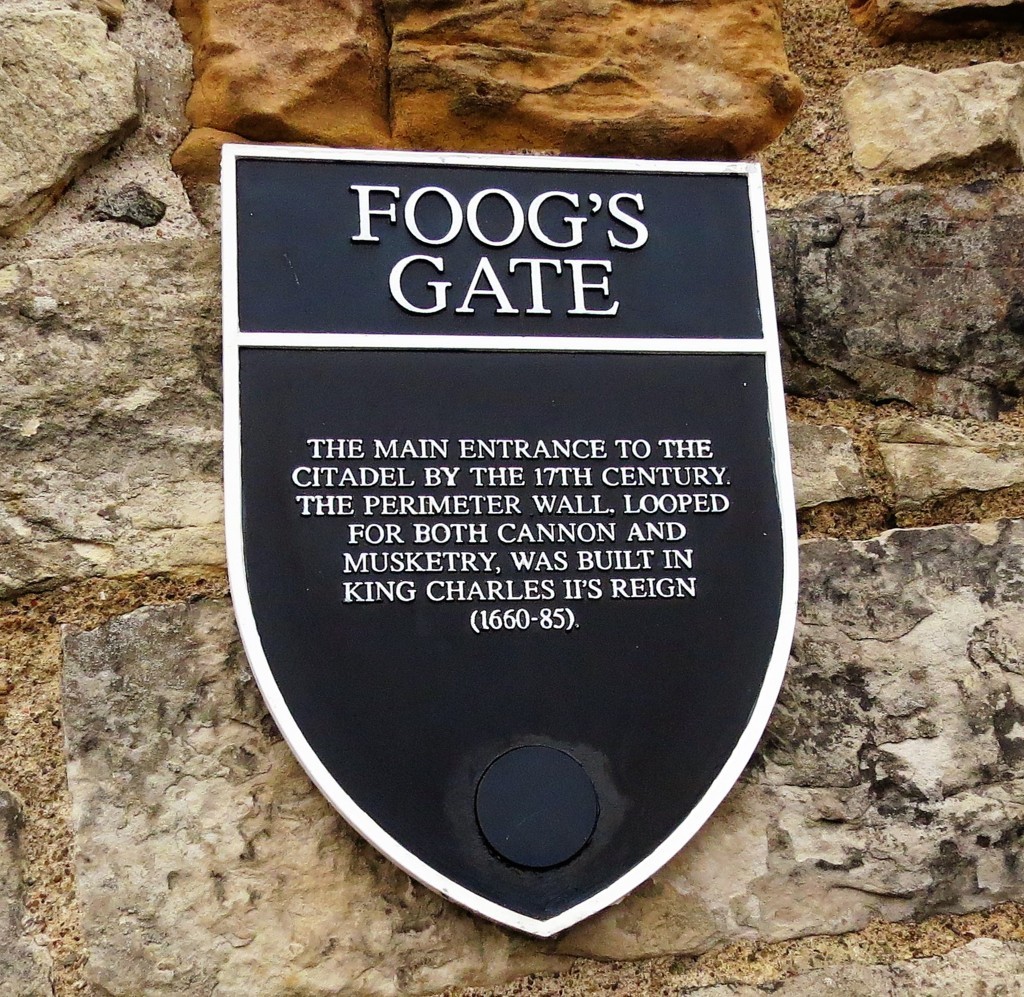 FOOG'S
GATE
THE MAIN ENTRANCE TO THE
CITADEL BY THE 17TH CENTURY.
THE PERIMETER WALL, LOOPED
FOR BOTH CANNON AND
MUSKETRY, WAS BUILT IN
KING CHARLES II'S REIGN
(1660-85).